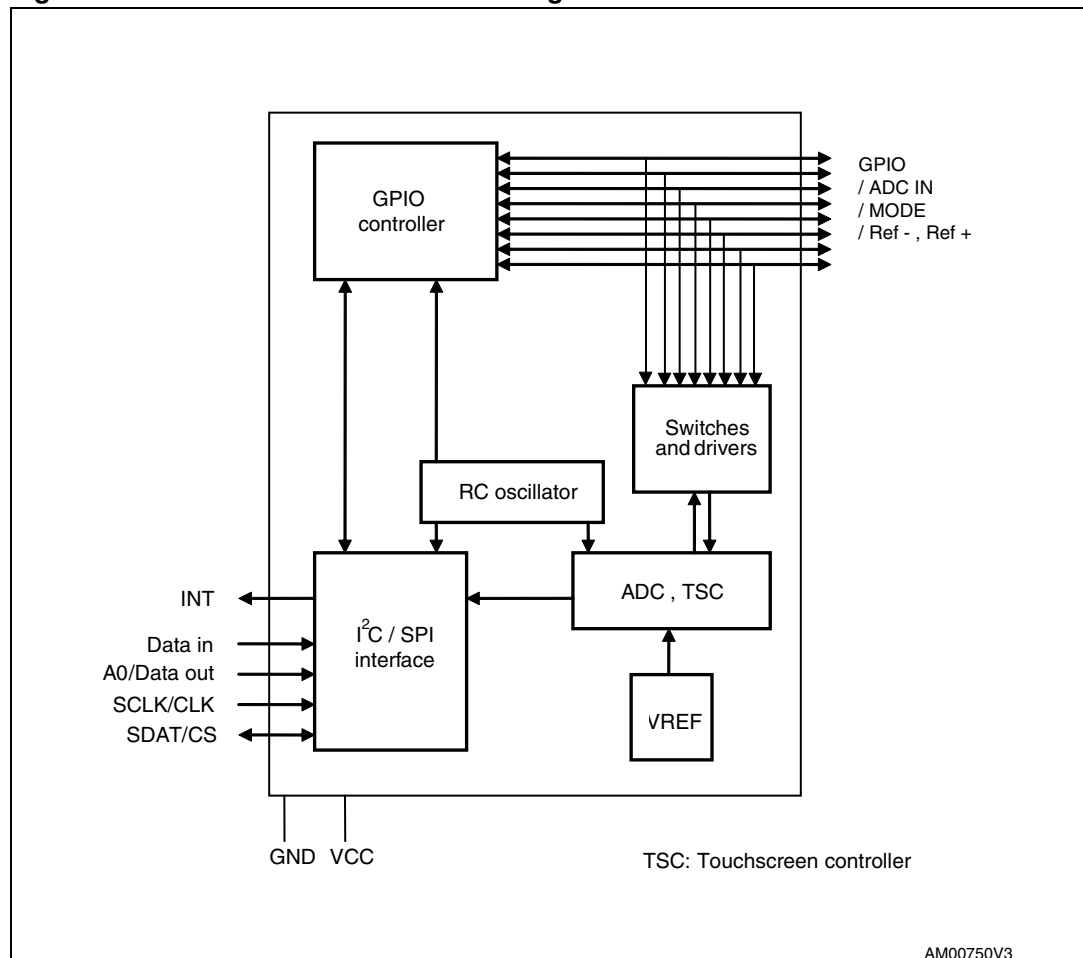 GPIO
controller
GPIO
/ ADC IN
/ MODE
/ Ref - , Ref +
Switches
and drivers
RC oscillator
ADC , TSC
I²C / SPI
interface
VREF
INT
Data in
A0/Data out
SCLK/CLK
SDAT/CS
GND VCC
TSC: Touchscreen controller
AM00750V3